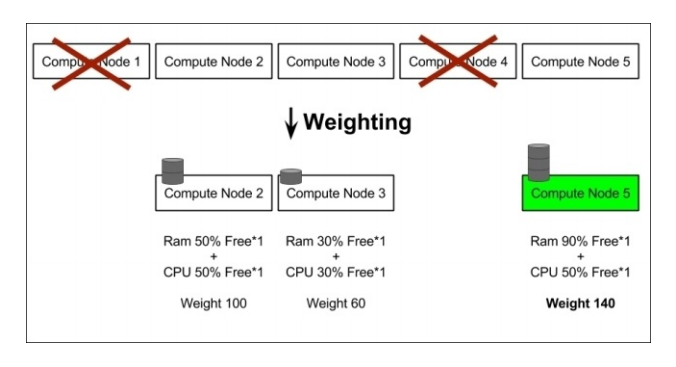 Compute Node 1
Compute Node 2
Compute Node 3
Compute Node 4
Compute Node 5
Weighting
Compute Node 2
Compute Node 3
Compute Node 5
Ram 50% Free*1
+
CPU 50% Free*1
Weight 100
Ram 30% Free*1
+
CPU 30% Free*1
Weight 60
Ram 90% Free*1
+
CPU 50% Free*1
Weight 140